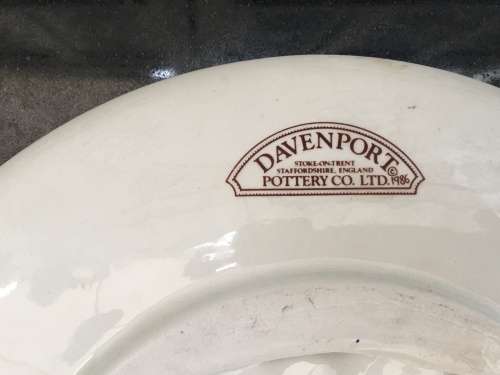 DAVENPORT
STOKE-ON-TRENT
STAFFORDSHIRE, ENGLAND
POTTERY CO. LTD. © 1986